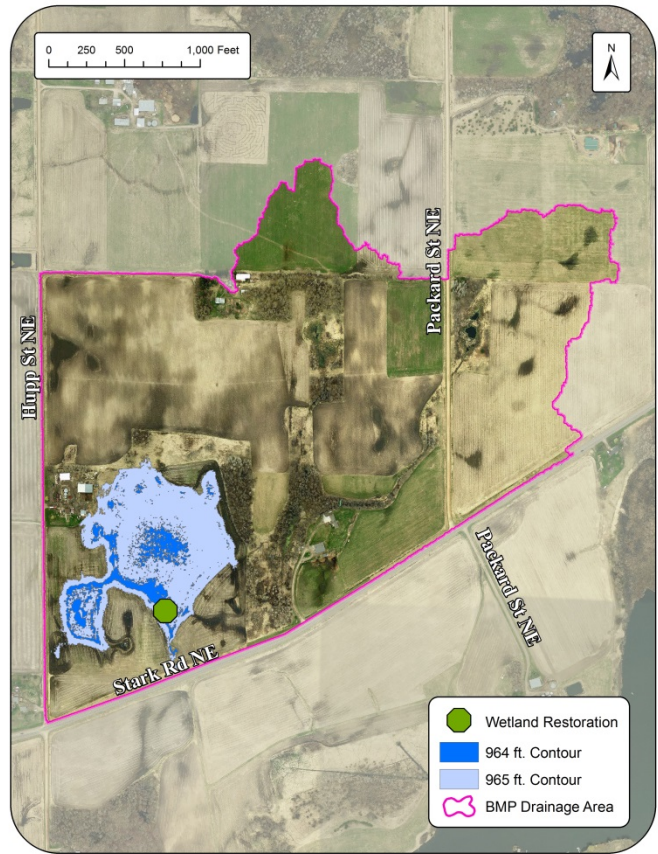 0 250 500 1,000 Feet
N
Hupp St NE
Packard St NE
Packard St NE
Stark Rd NE
Wetland Restoration
964 ft. Contour
965 ft. Contour
BMP Drainage Area